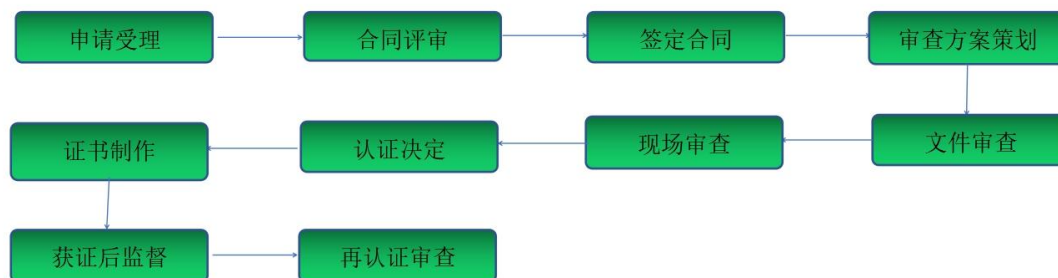 申请受理
合同评审
签定合同
审查方案策划
文件审查
现场审查
认证决定
证书制作
获证后监督
再认证审查